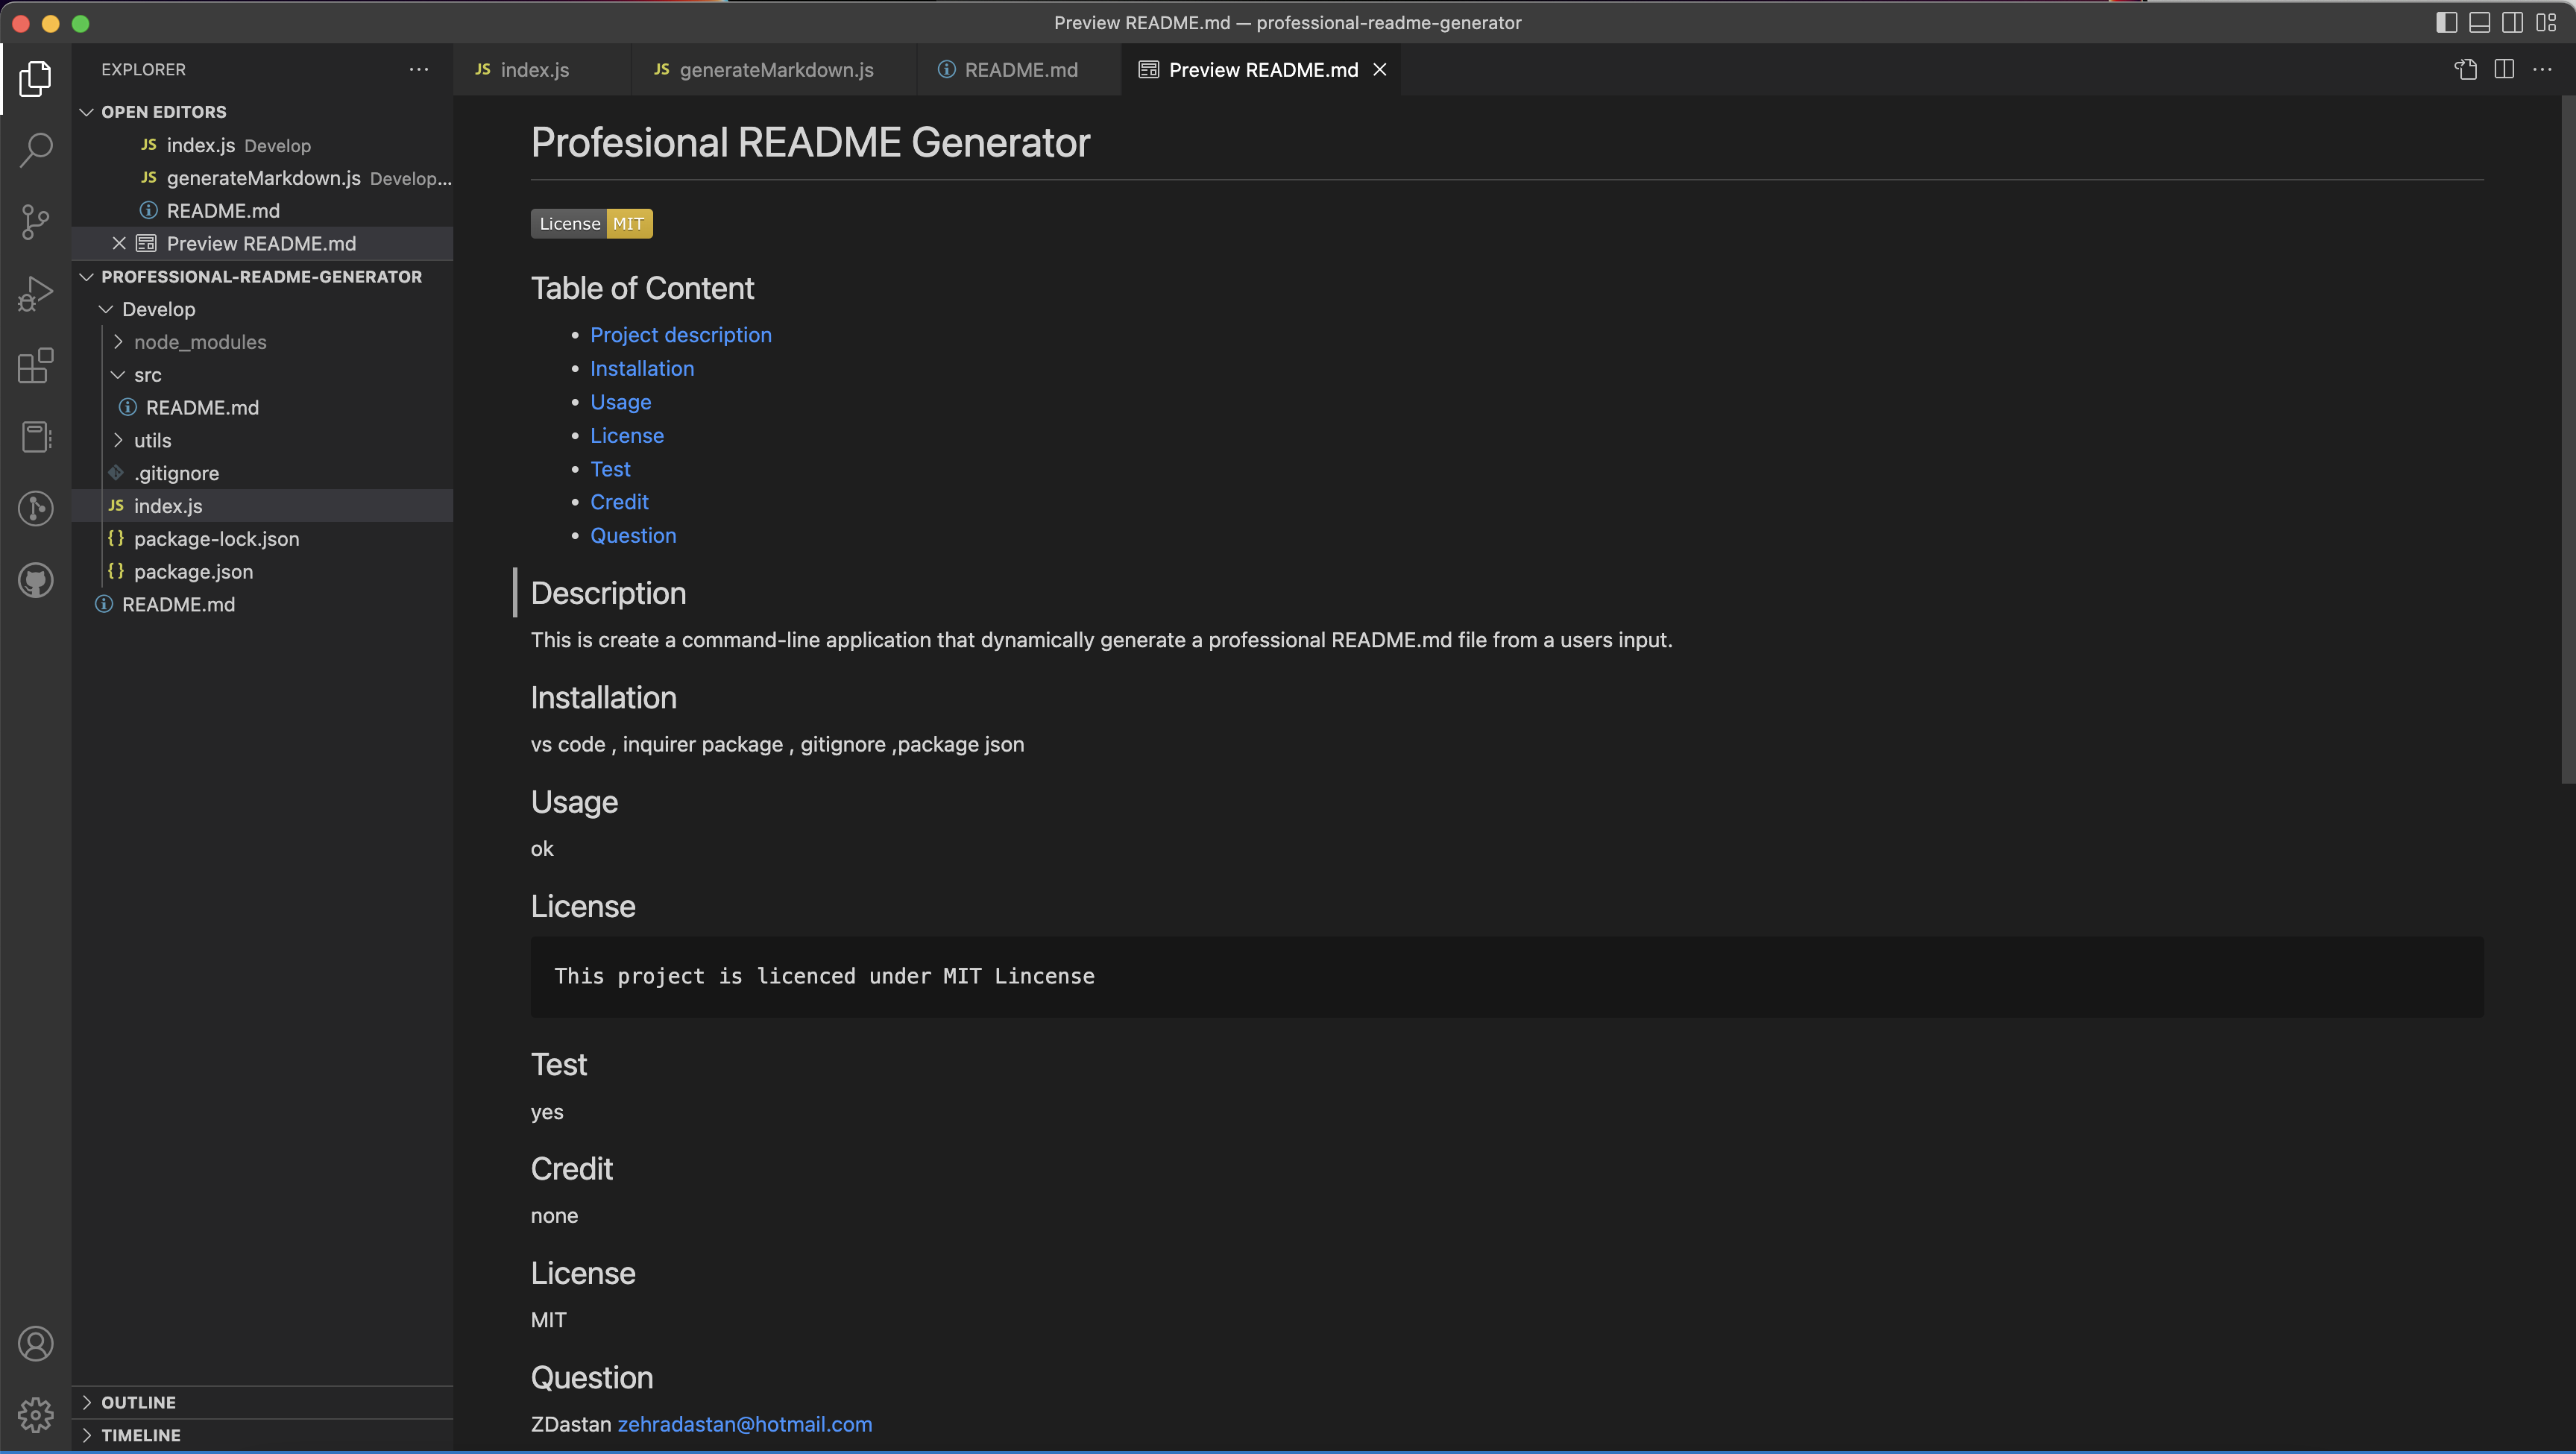 Preview README.md — professional-readme-generator
EXPLORER
OPEN EDITORS
JS index.js Develop
JS generateMarkdown.js Develop...
README.md
Preview README.md
PROFESSIONAL-README-GENERATOR
Develop
node_modules
src
README.md
utils
.gitignore
JS index.js
{} package-lock.json
{} package.json
README.md
OUTLINE
TIMELINE
JS index.js
JS generateMarkdown.js
README.md
Preview README.md
Profesional README Generator
License MIT
Table of Content
• Project description
• Installation
• Usage
• License
• Test
• Credit
• Question
Description
This is create a command-line application that dynamically generate a professional README.md file from a users input.
Installation
vs code , inquirer package , gitignore ,package json
Usage
ok
License
This project is licenced under MIT Lincense
Test
yes
Credit
none
License
MIT
Question
ZDastan zehradastan@hotmail.com